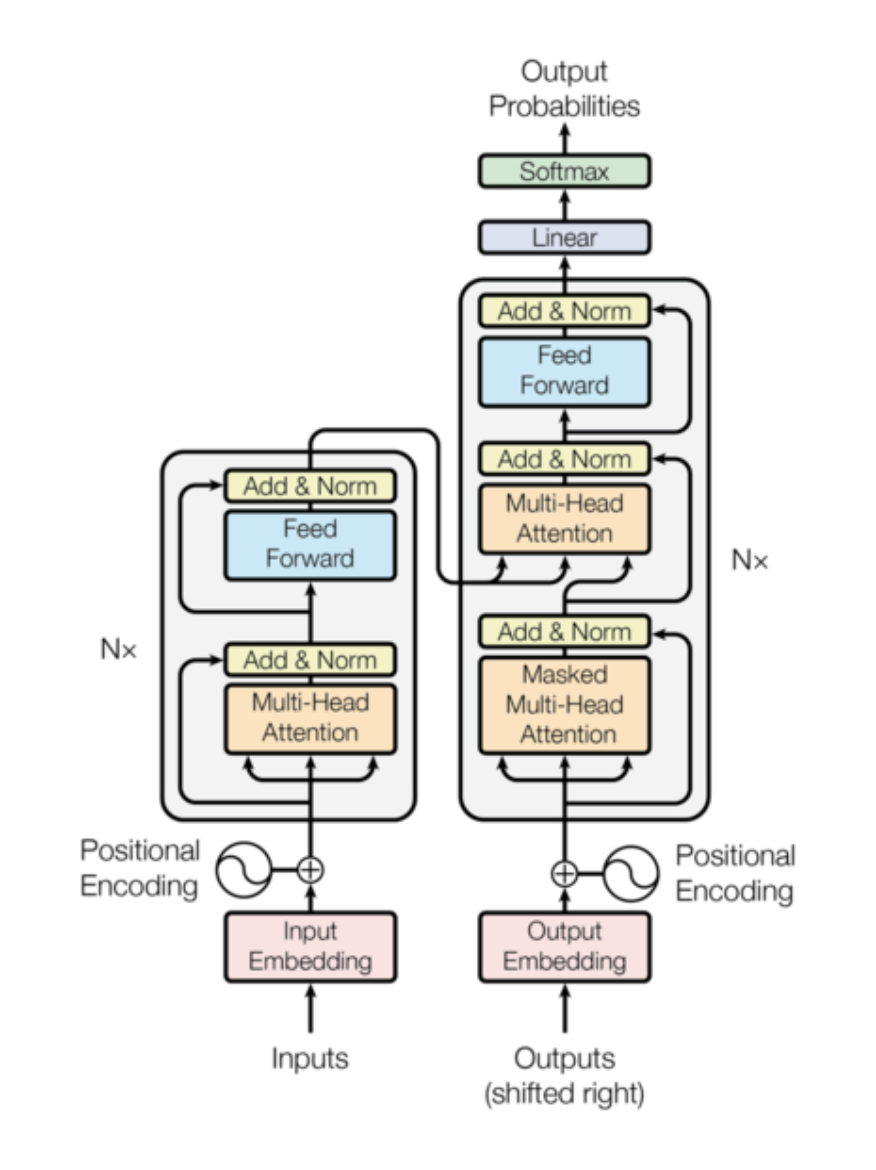 Output
Probabilities
Softmax
Linear
Add & Norm
Feed
Forward
Add & Norm
Multi-Head
Attention
Nx
Add & Norm
Masked
Multi-Head
Attention
Add & Norm
Feed
Forward
Nx
Add & Norm
Multi-Head
Attention
Positional
Encoding
Positional
Encoding
Input
Embedding
Output
Embedding
Inputs
Outputs
(shifted right)